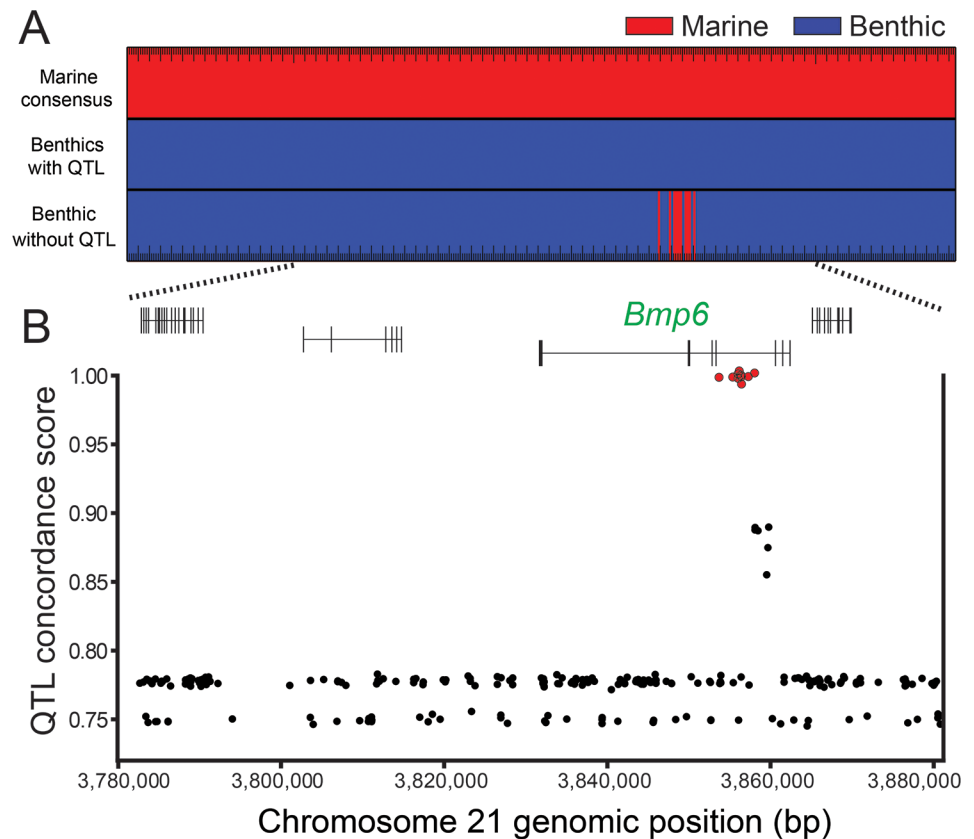 A
Marine
Benthic
Marine
consensus
Benthics
with QTL
Benthic
without QTL
B
Bmp6
QTL concordance score
1.00
0.95
0.90
0.85
0.80
0.75
3,780,000
3,800,000
3,820,000
3,840,000
3,860,000
3,880,000
Chromosome 21 genomic position (bp)